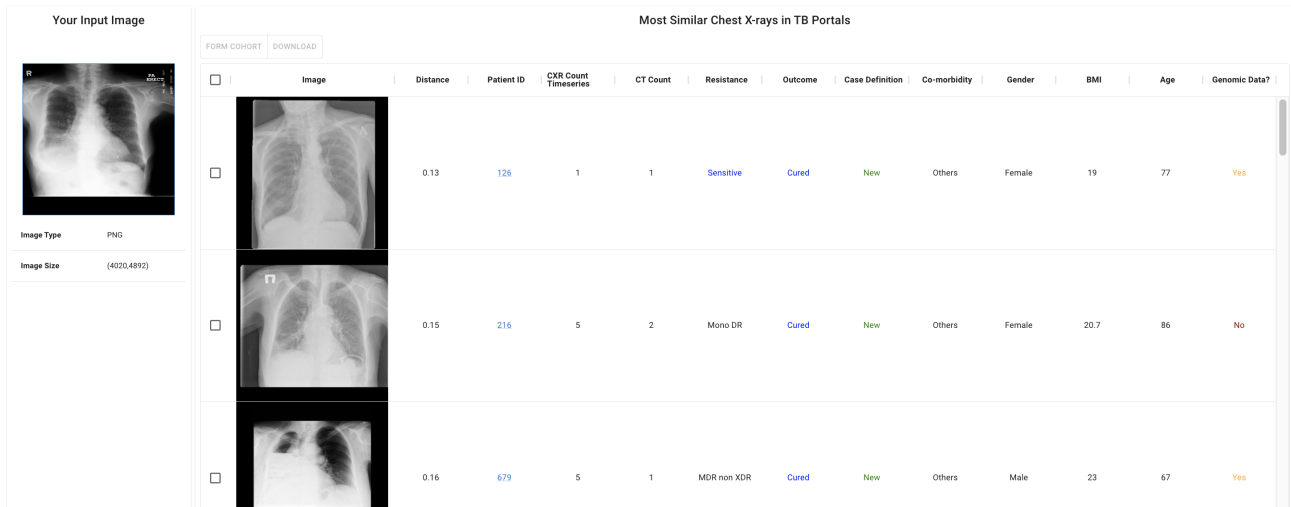 Your Input Image
R
PA
ERECT
Image Type PNG
Image Size (4020,4892)
Most Similar Chest X-rays in TB Portals
FORM COHORT DOWNLOAD
Image Distance Patient ID CXR Count Timeseries CT Count Resistance Outcome Case Definition Co-morbidity Gender BMI Age Genomic Data?
0.13 126 1 1 Sensitive Cured New Others Female 19 77 Yes
0.15 216 5 2 Mono DR Cured New Others Female 20.7 86 No
0.16 679 5 1 MDR non XDR Cured New Others Male 23 67 Yes